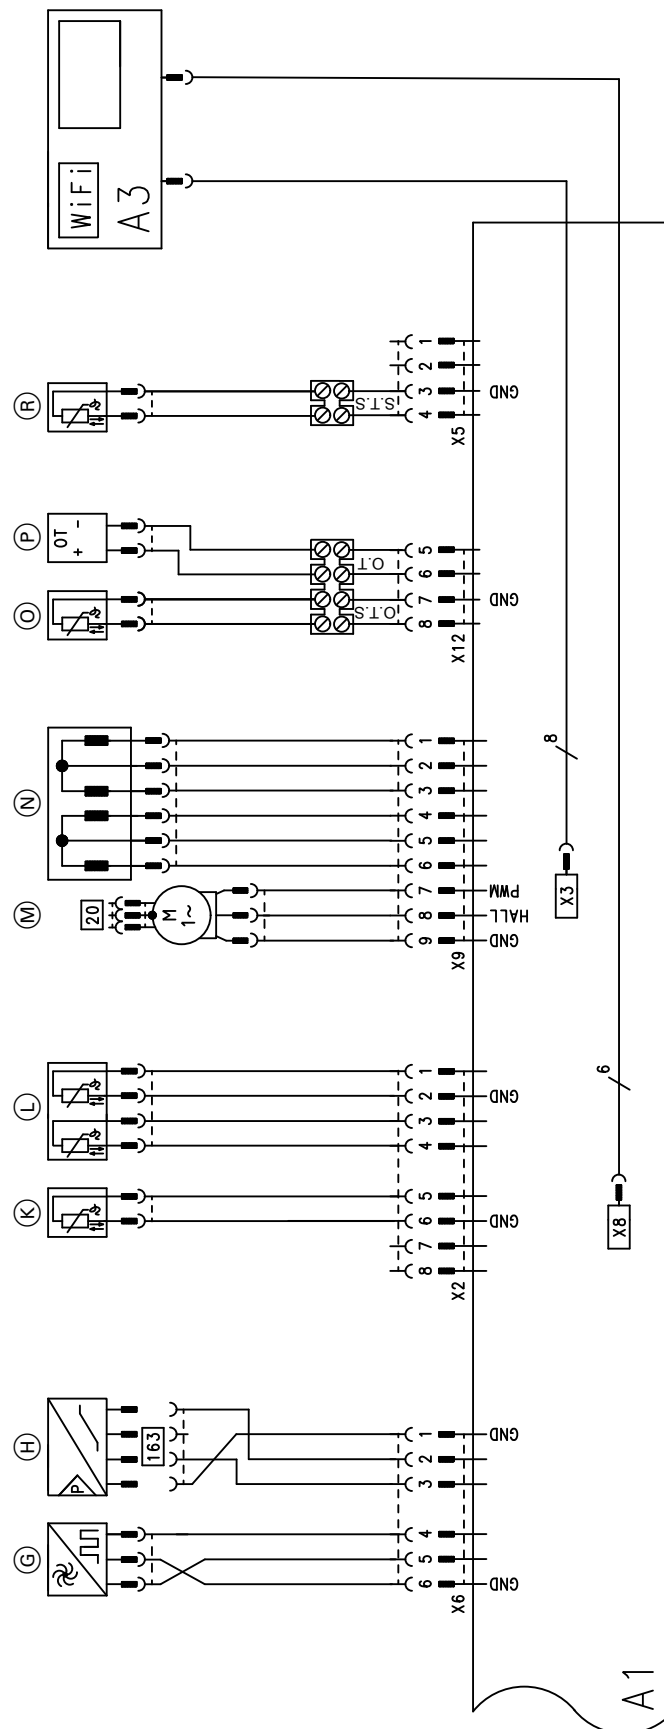 WiFi
A3
R
1
2
3
4
GND
S.T.S
X5
P
OT
+ -
5
6
O.T
O
7
8
GND
O.T.S
X12
N
1
2
3
4
5
6
8
M
20
M
1~
7
8
9
PWM
HALL
GND
X9
X3
L
1
2
3
4
GND
6
K
5
6
7
8
GND
X2
X8
H
P
163
1
2
3
GND
G
4
5
6
GND
X6
A1